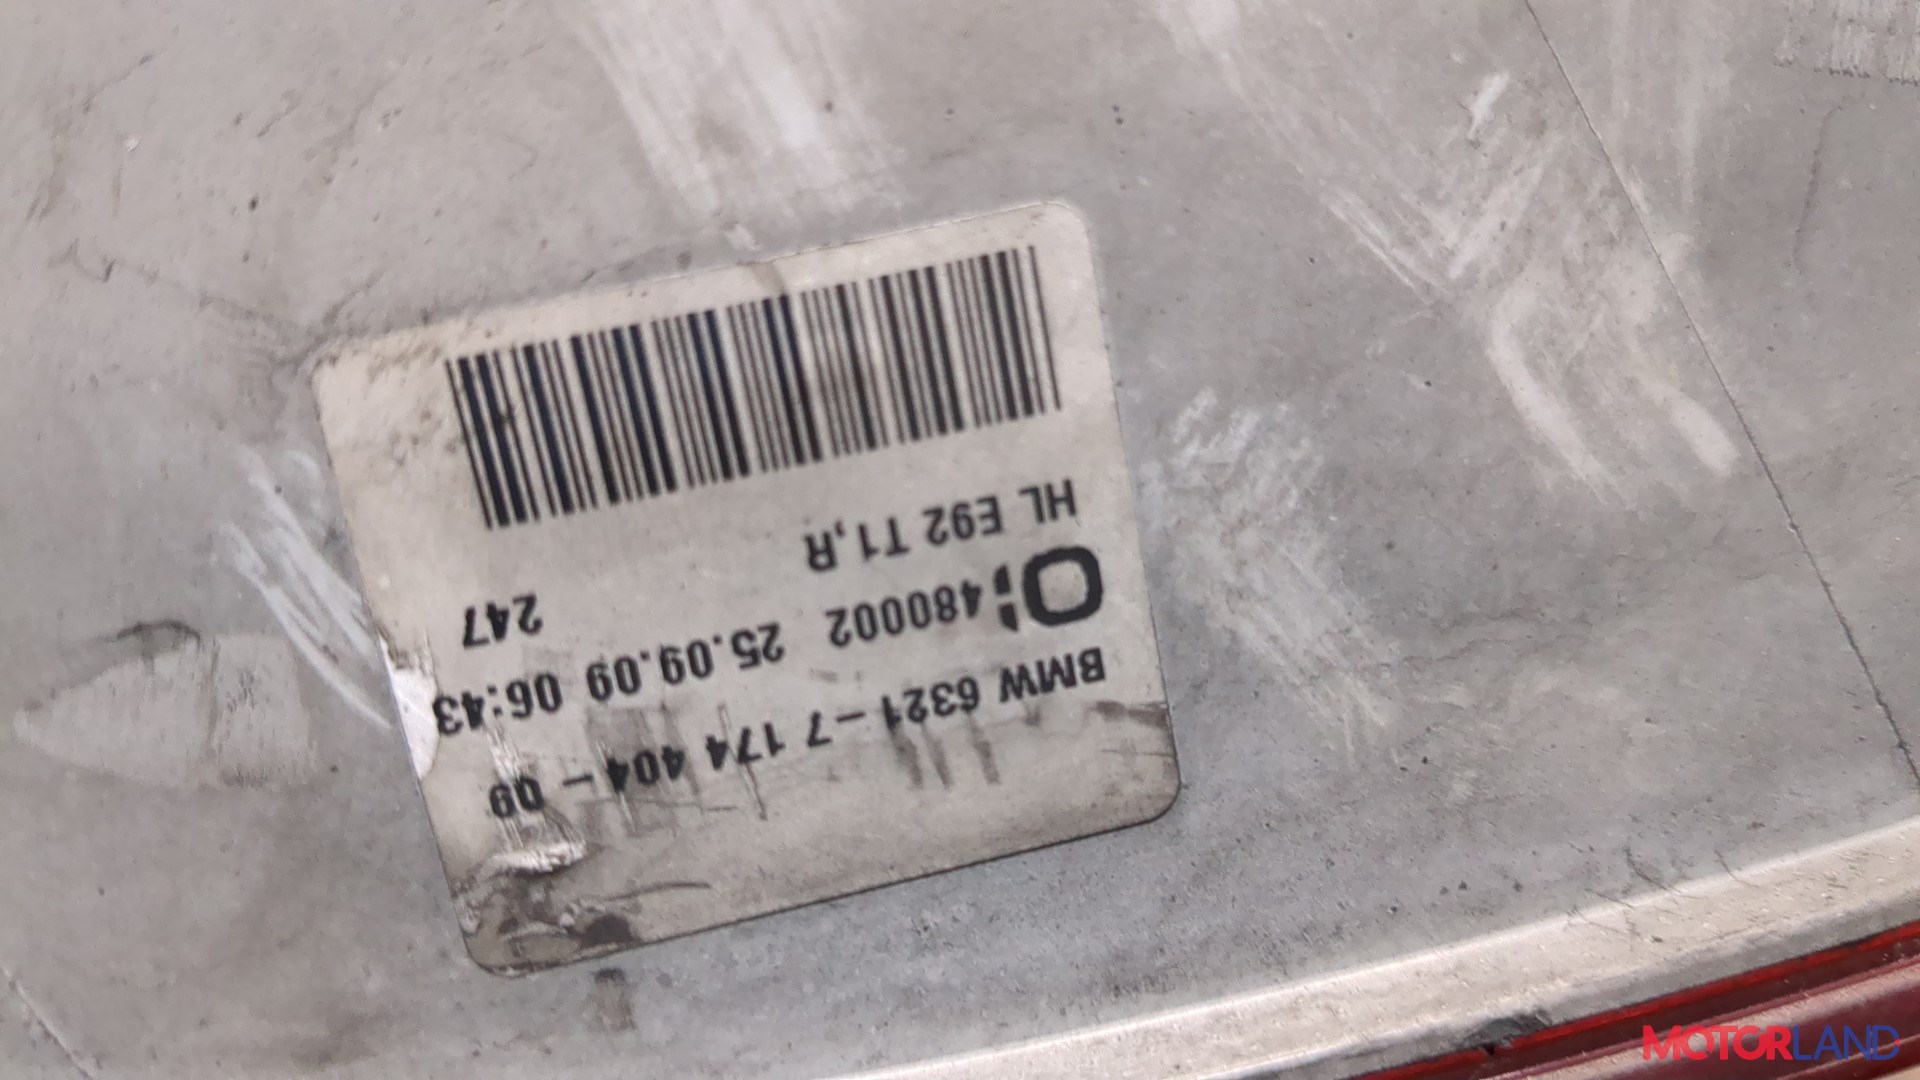 BMW 6321-7 174 404-09
480002 25.09.09 06:43
247
HL E92 T1,R
MOTORLAND